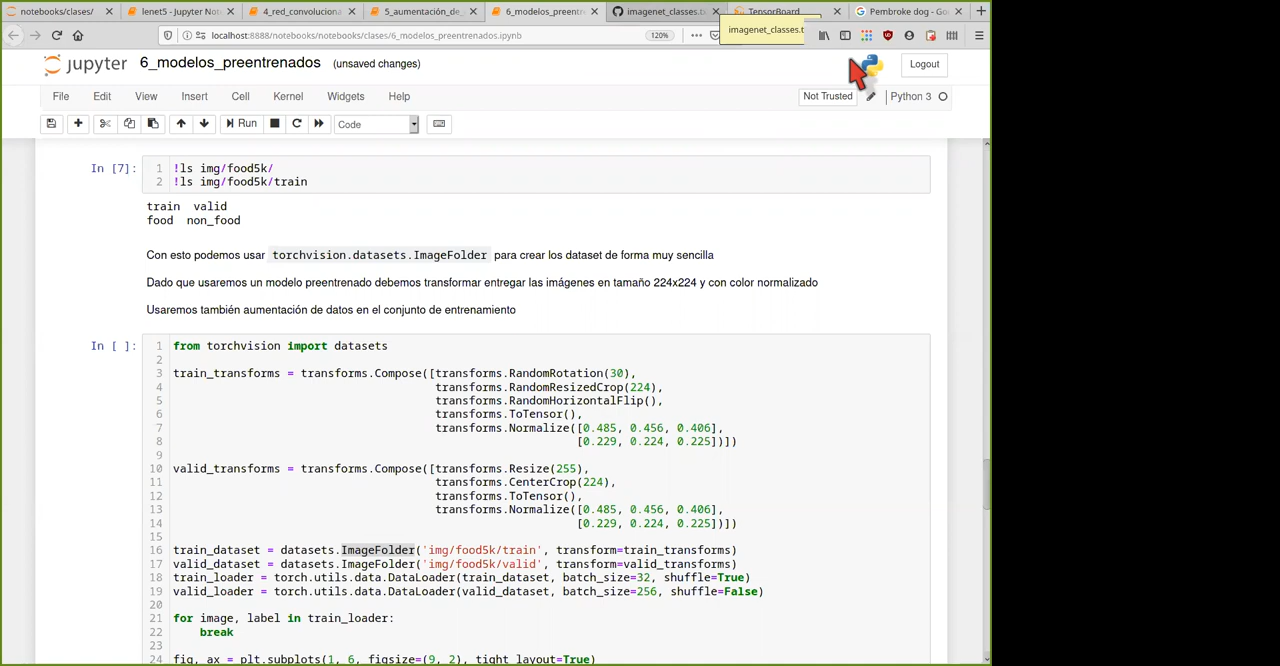 notebooks/clases/
lenet5 - Jupyter Not
4_red_convoluciona
5_aumentación_de_
6_modelos_preentre
imagenet_classes.tx
TensorBoard
Pembroke dog - Go
imagenet_classes.t
localhost:8888/notebooks/notebooks/clases/6_modelos_preentrenados.ipynb
120%
jupyter 6_modelos_preentrenados (unsaved changes)
Logout
File Edit View Insert Cell Kernel Widgets Help
Not Trusted
Python 3
Run
Code
In [7]:
1 !ls img/food5k/
2 !ls img/food5k/train
train valid
food non_food
Con esto podemos usar torchvision.datasets.ImageFolder para crear los dataset de forma muy sencilla
Dado que usaremos un modelo preentrenado debemos transformar entregar las imágenes en tamaño 224x224 y con color normalizado
Usaremos también aumentación de datos en el conjunto de entrenamiento
In [ ]:
1 from torchvision import datasets
2
3 train_transforms = transforms.Compose([transforms.RandomRotation(30),
4 transforms.RandomResizedCrop(224),
5 transforms.RandomHorizontalFlip(),
6 transforms.ToTensor(),
7 transforms.Normalize([0.485, 0.456, 0.406],
8 [0.229, 0.224, 0.225])])
9
10 valid_transforms = transforms.Compose([transforms.Resize(255),
11 transforms.CenterCrop(224),
12 transforms.ToTensor(),
13 transforms.Normalize([0.485, 0.456, 0.406],
14 [0.229, 0.224, 0.225])])
15
16 train_dataset = datasets.ImageFolder('img/food5k/train', transform=train_transforms)
17 valid_dataset = datasets.ImageFolder('img/food5k/valid', transform=valid_transforms)
18 train_loader = torch.utils.data.DataLoader(train_dataset, batch_size=32, shuffle=True)
19 valid_loader = torch.utils.data.DataLoader(valid_dataset, batch_size=256, shuffle=False)
20
21 for image, label in train_loader:
22 break
23
24 fig, ax = plt.subplots(1, 6, figsize=(9, 2), tight_layout=True)